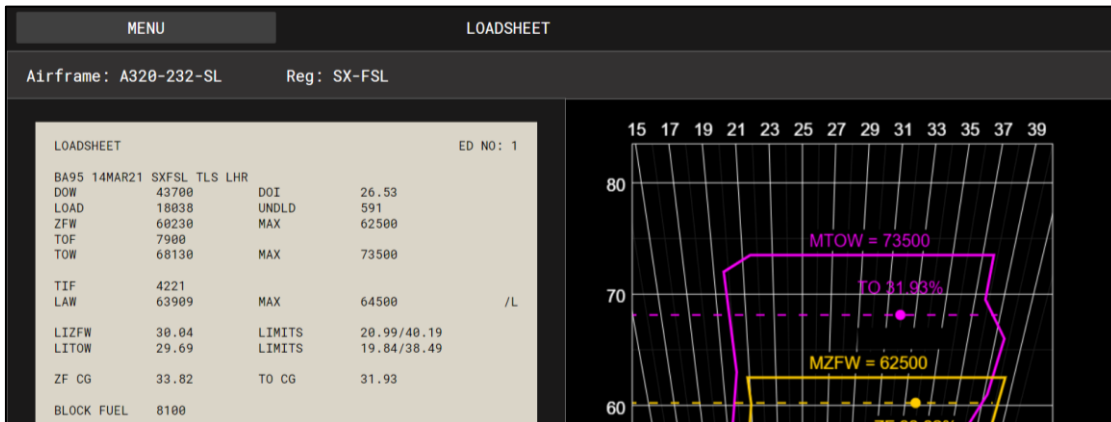 MENU LOADSHEET
Airframe: A320-232-SL Reg: SX-FSL
LOADSHEET ED NO: 1
BA95 14MAR21 SXFSL TLS LHR
DOW 43700 DOI 26.53
LOAD 18038 UNDLD 591
ZFW 60230 MAX 62500
TOF 7900
TOW 68130 MAX 73500
TIF 4221
LAW 63909 MAX 64500 /L
LIZFW 30.04 LIMITS 20.99/40.19
LITOW 29.69 LIMITS 19.84/38.49
ZF CG 33.82 TO CG 31.93
BLOCK FUEL 8100
15 17 19 21 23 25 27 29 31 33 35 37 39
80
MTOW = 73500
TO 31.93%
70
MZFW = 62500
60